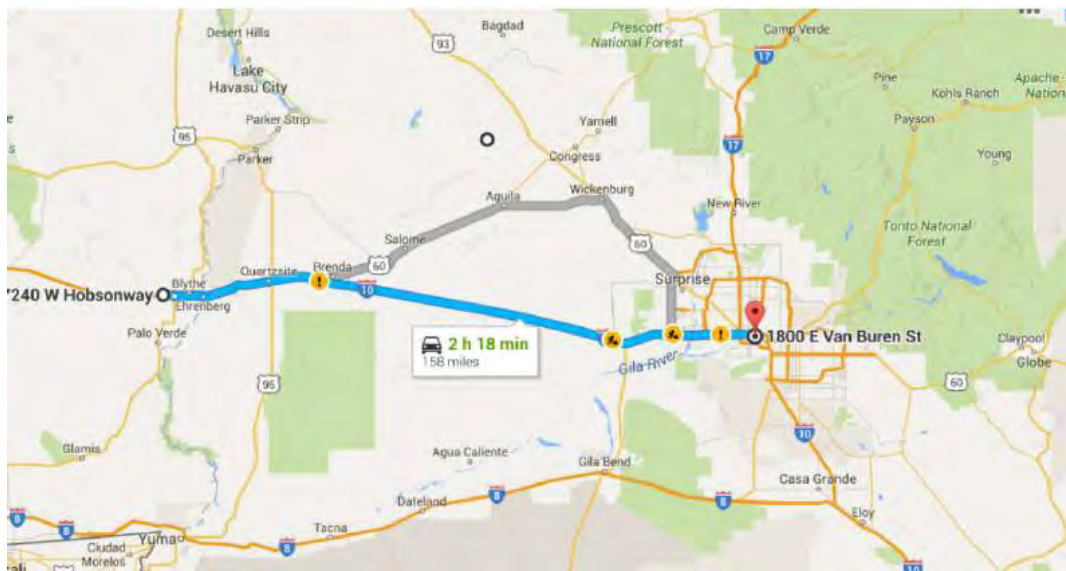 Bagdad
Prescott
National Forest
Camp Verde
Desert Hills
93
17
Lake
Havasu City
Pine
Apache-
Nation
Kohls Ranch
Parker Strip
95
Yarnell
Payson
Parker
Congress
17
Young
Aguila
Wickenburg
New River
Salome
60
Tonto National
Forest
Quartzsite
Brenda
60
Surprise
7240 W Hobsonway
Blythe
10
Ehrenberg
Palo Verde
2 h 18 min
158 miles
1800 E Van Buren St
Gila River
Claypool
Globe
60
95
10
Glamis
Agua Caliente
Gila Bend
Casa Grande
8
Dateland
8
Eloy
8
8
Yuma
Tacna
8
Ciudad
Morelos
10